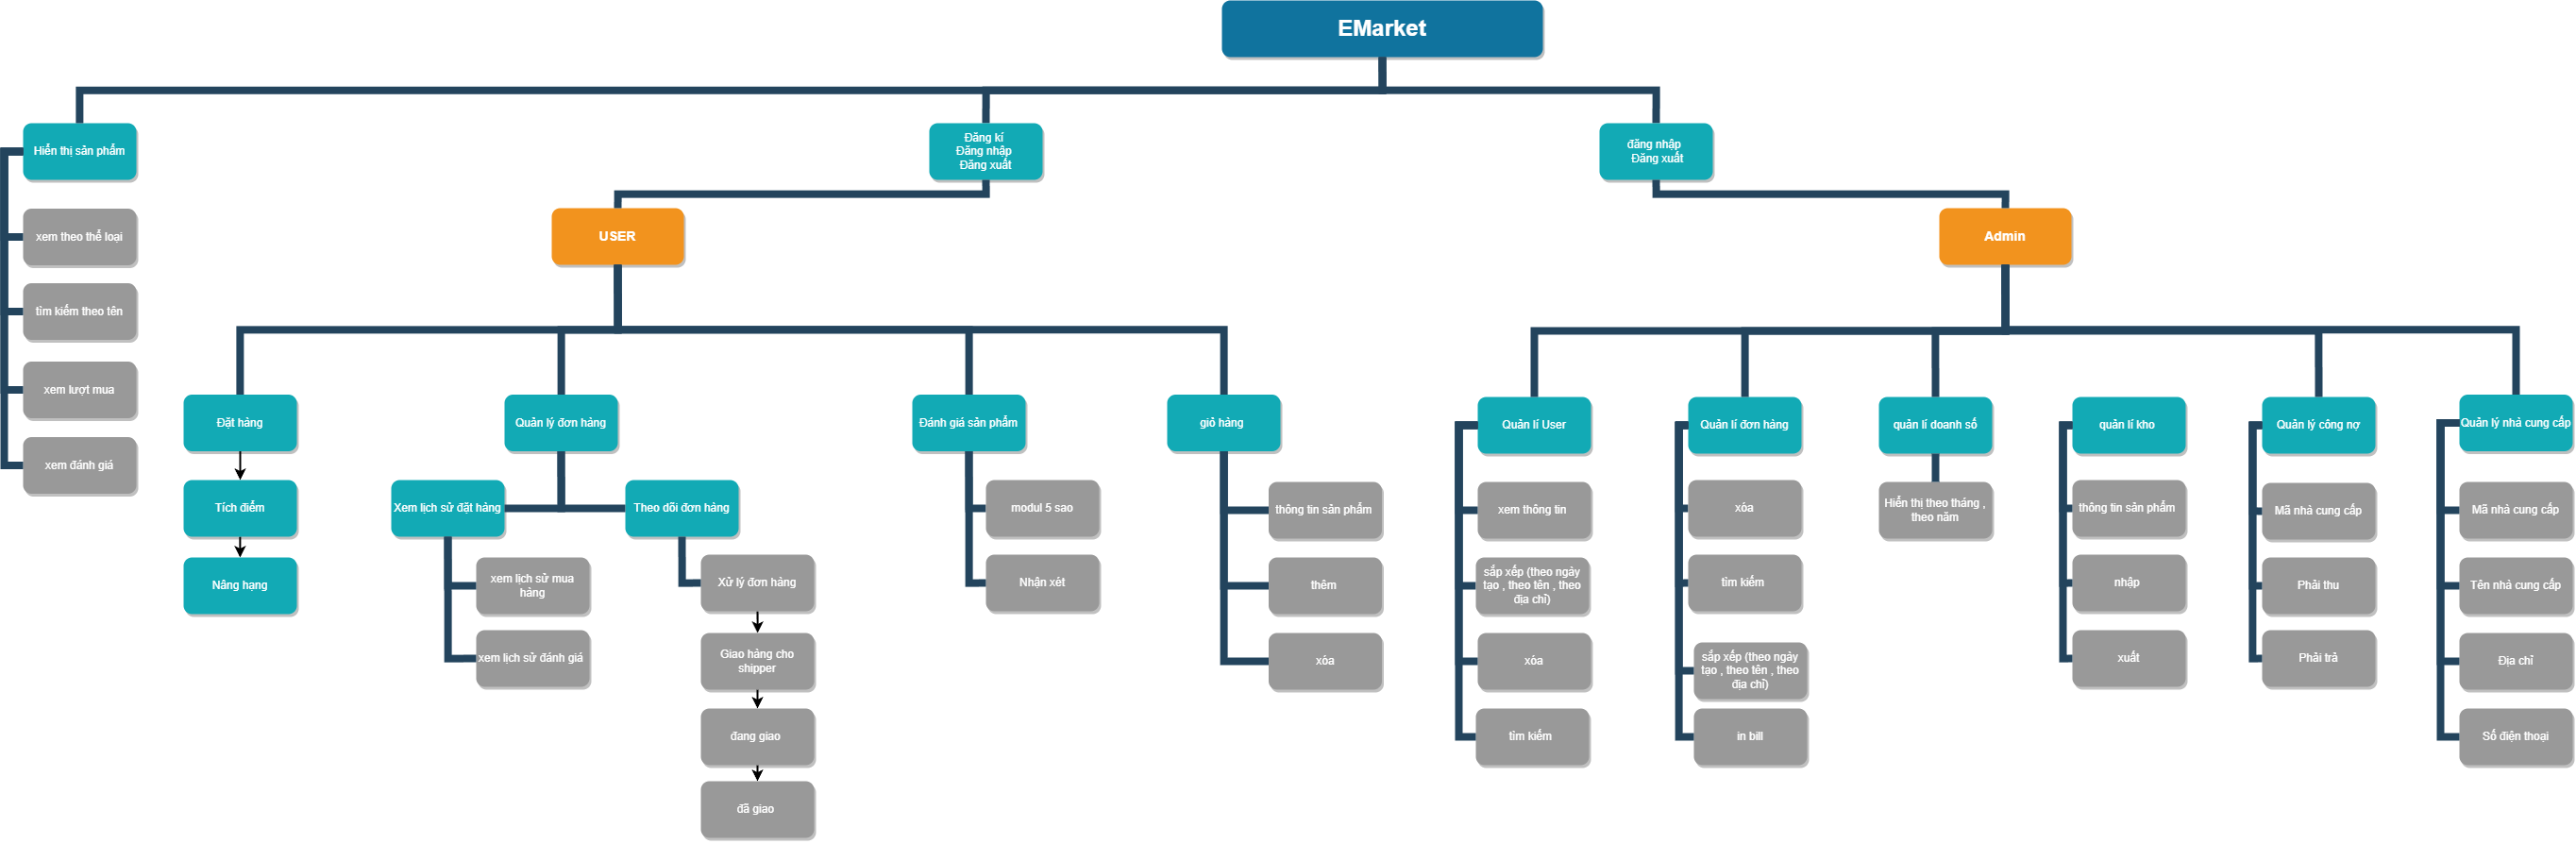 EMarket
Hiển thị sản phẩm
Đăng kí
Đăng nhập
Đăng xuất
đăng nhập
Đăng xuất
USER
Admin
xem theo thể loại
tìm kiếm theo tên
xem lượt mua
xem đánh giá
Đặt hàng
Tích điểm
Nâng hạng
Quản lý đơn hàng
Xem lịch sử đặt hàng
xem lịch sử mua
hàng
xem lịch sử đánh giá
Theo dõi đơn hàng
Xử lý đơn hàng
Giao hàng cho
shipper
đang giao
đã giao
Đánh giá sản phẩm
modul 5 sao
Nhận xét
giỏ hàng
thông tin sản phẩm
thêm
xóa
Quản lí User
xem thông tin
sắp xếp (theo ngày
tạo , theo tên , theo
địa chỉ)
xóa
tìm kiếm
Quản lí đơn hàng
xóa
tìm kiếm
sắp xếp (theo ngày
tạo , theo tên , theo
địa chỉ)
in bill
quản lí doanh số
Hiển thị theo tháng ,
theo năm
quản lí kho
thông tin sản phẩm
nhập
xuất
Quản lý công nợ
Mã nhà cung cấp
Phải thu
Phải trả
Quản lý nhà cung cấp
Mã nhà cung cấp
Tên nhà cung cấp
Địa chỉ
Số điện thoại